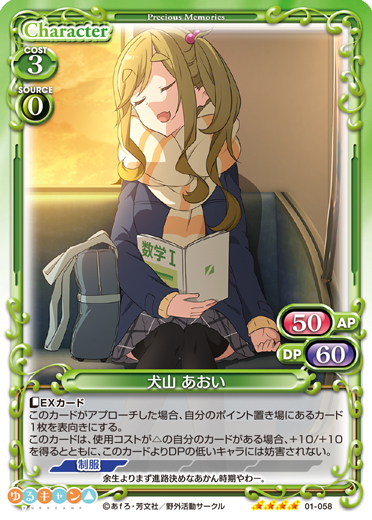 Precious Memories
Character
COST
3
SOURCE
0
数学Ⅰ
50 AP
DP 60
犬山 あおい
□EXカード
このカードがアプローチした場合、自分のポイント置き場にあるカード
1枚を表向きにする。
このカードは、使用コストが△の自分のカードがある場合、+10/+10
を得るとともに、このカードよりDPの低いキャラには妨害されない。
制服
余生よりまず進路決めなあかん時期やわー。
ゆるキャン△
©あfろ・芳文社/野外活動サークル
★★★★ 01-058